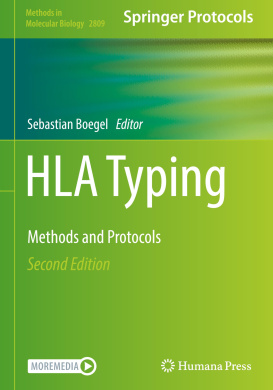 Methods in
Molecular Biology 2809
Springer Protocols
Sebastian Boegel Editor
HLA Typing
Methods and Protocols
Second Edition
MOREMEDIA
Humana Press